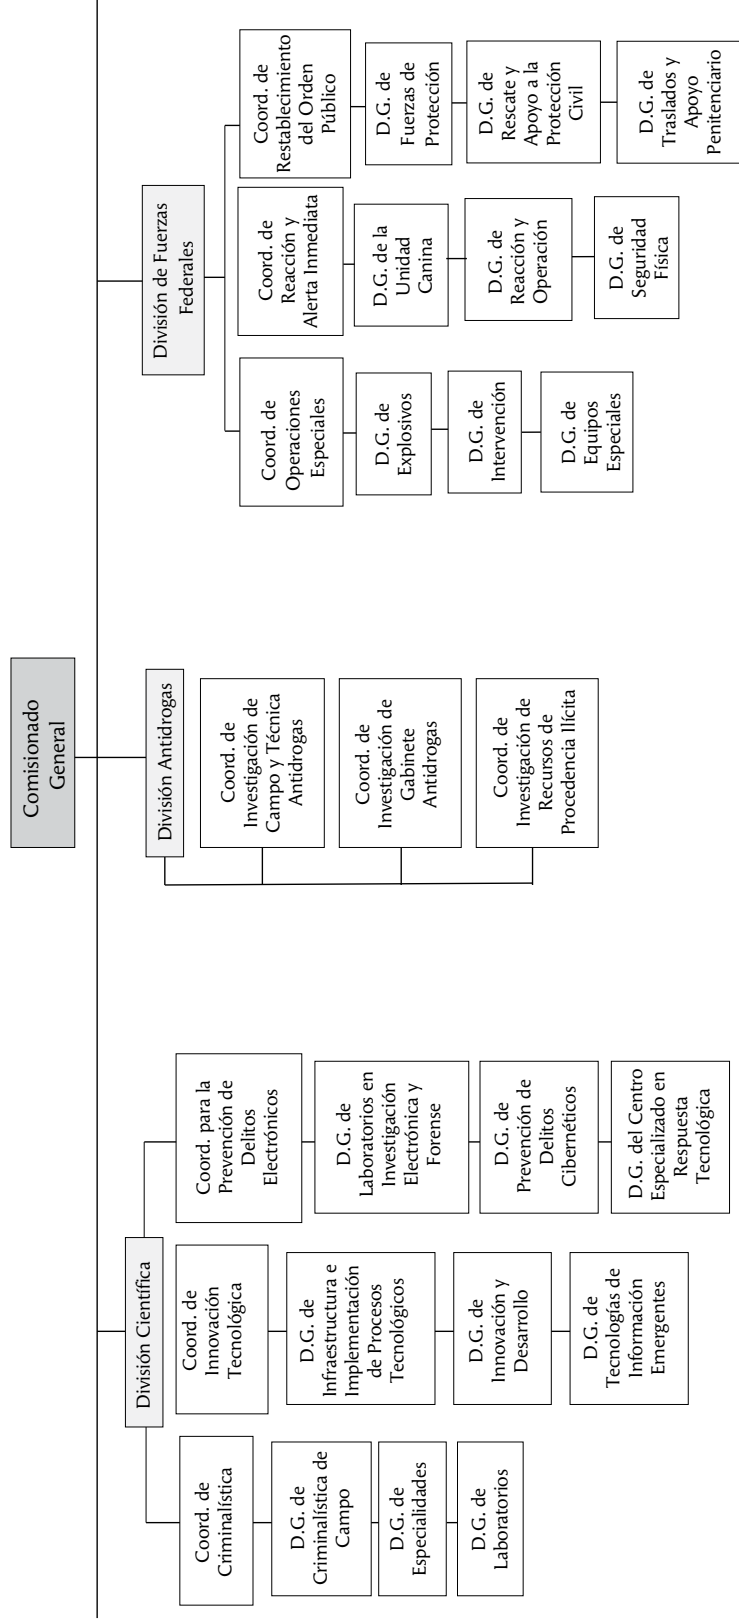 Comisionado
General
División Científica
Coord. de
Criminalística
D.G. de
Criminalística de
Campo
D.G. de
Especialidades
D.G. de
Laboratorios
Coord. de
Innovación
Tecnológica
D.G. de
Infraestructura e
Implementación
de Procesos
Tecnológicos
D.G. de
Innovación y
Desarrollo
D.G. de
Tecnologías de
Información
Emergentes
Coord. para la
Prevención de
Delitos
Electrónicos
D.G. de
Laboratorios en
Investigación
Electrónica y
Forense
D.G. de
Prevención de
Delitos
Cibernéticos
D.G. del Centro
Especializado en
Respuesta
Tecnológica
División Antidrogas
Coord. de
Investigación de
Campo y Técnica
Antidrogas
Coord. de
Investigación de
Gabinete
Antidrogas
Coord. de
Investigación de
Recursos de
Procedencia Ilícita
División de Fuerzas
Federales
Coord. de
Operaciones
Especiales
D.G. de
Explosivos
D.G. de
Intervención
D.G. de
Equipos
Especiales
Coord. de
Reacción y
Alerta Inmediata
D.G. de la
Unidad
Canina
D.G. de
Reacción y
Operación
D.G. de
Seguridad
Física
Coord. de
Restablecimiento
del Orden
Público
D.G. de
Fuerzas de
Protección
D.G. de
Rescate y
Apoyo a la
Protección
Civil
D.G. de
Traslados y
Apoyo
Penitenciario